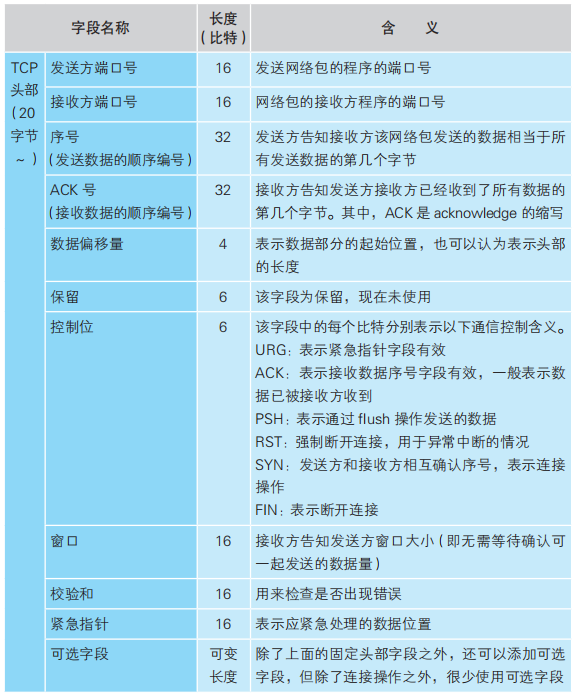 字段名称
长度
（比特）
含　　义
TCP
头部
（20
字节
～）
发送方端口号
16
发送网络包的程序的端口号
接收方端口号
16
网络包的接收方程序的端口号
序号
（发送数据的顺序编号）
32
发送方告知接收方该网络包发送的数据相当于所
有发送数据的第几个字节
ACK 号
（接收数据的顺序编号）
32
接收方告知发送方接收方已经收到了所有数据的
第几个字节。其中，ACK 是 acknowledge 的缩写
数据偏移量
4
表示数据部分的起始位置，也可以认为表示头部
的长度
保留
6
该字段为保留，现在未使用
控制位
6
该字段中的每个比特分别表示以下通信控制含义。
URG：表示紧急指针字段有效
ACK：表示接收数据序号字段有效，一般表示数
据已被接收方收到
PSH：表示通过 flush 操作发送的数据
RST：强制断开连接，用于异常中断的情况
SYN：发送方和接收方相互确认序号，表示连接
操作
FIN：表示断开连接
窗口
16
接收方告知发送方窗口大小（即无需等待确认可
一起发送的数据量）
校验和
16
用来检查是否出现错误
紧急指针
16
表示应紧急处理的数据位置
可选字段
可变
长度
除了上面的固定头部字段之外，还可以添加可选
字段，但除了连接操作之外，很少使用可选字段